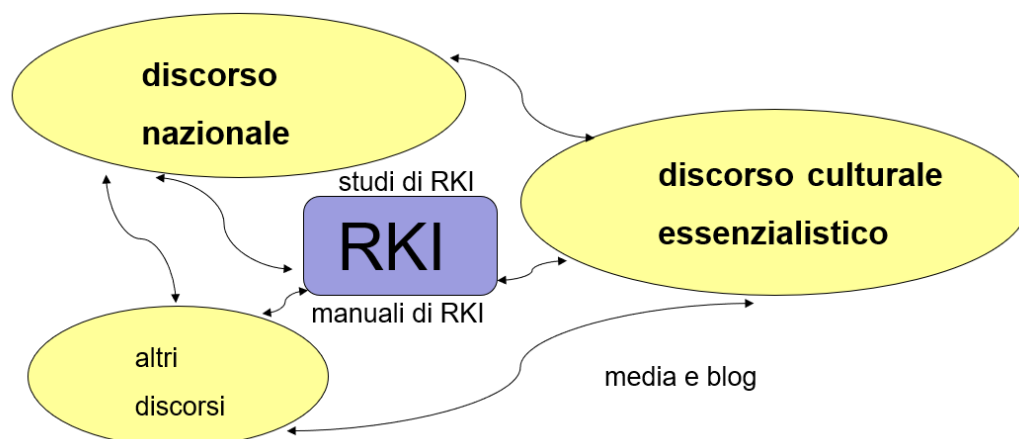 discorso
nazionale
discorso culturale
essenzialistico
studi di RKI
RKI
manuali di RKI
altri
discorsi
media e blog